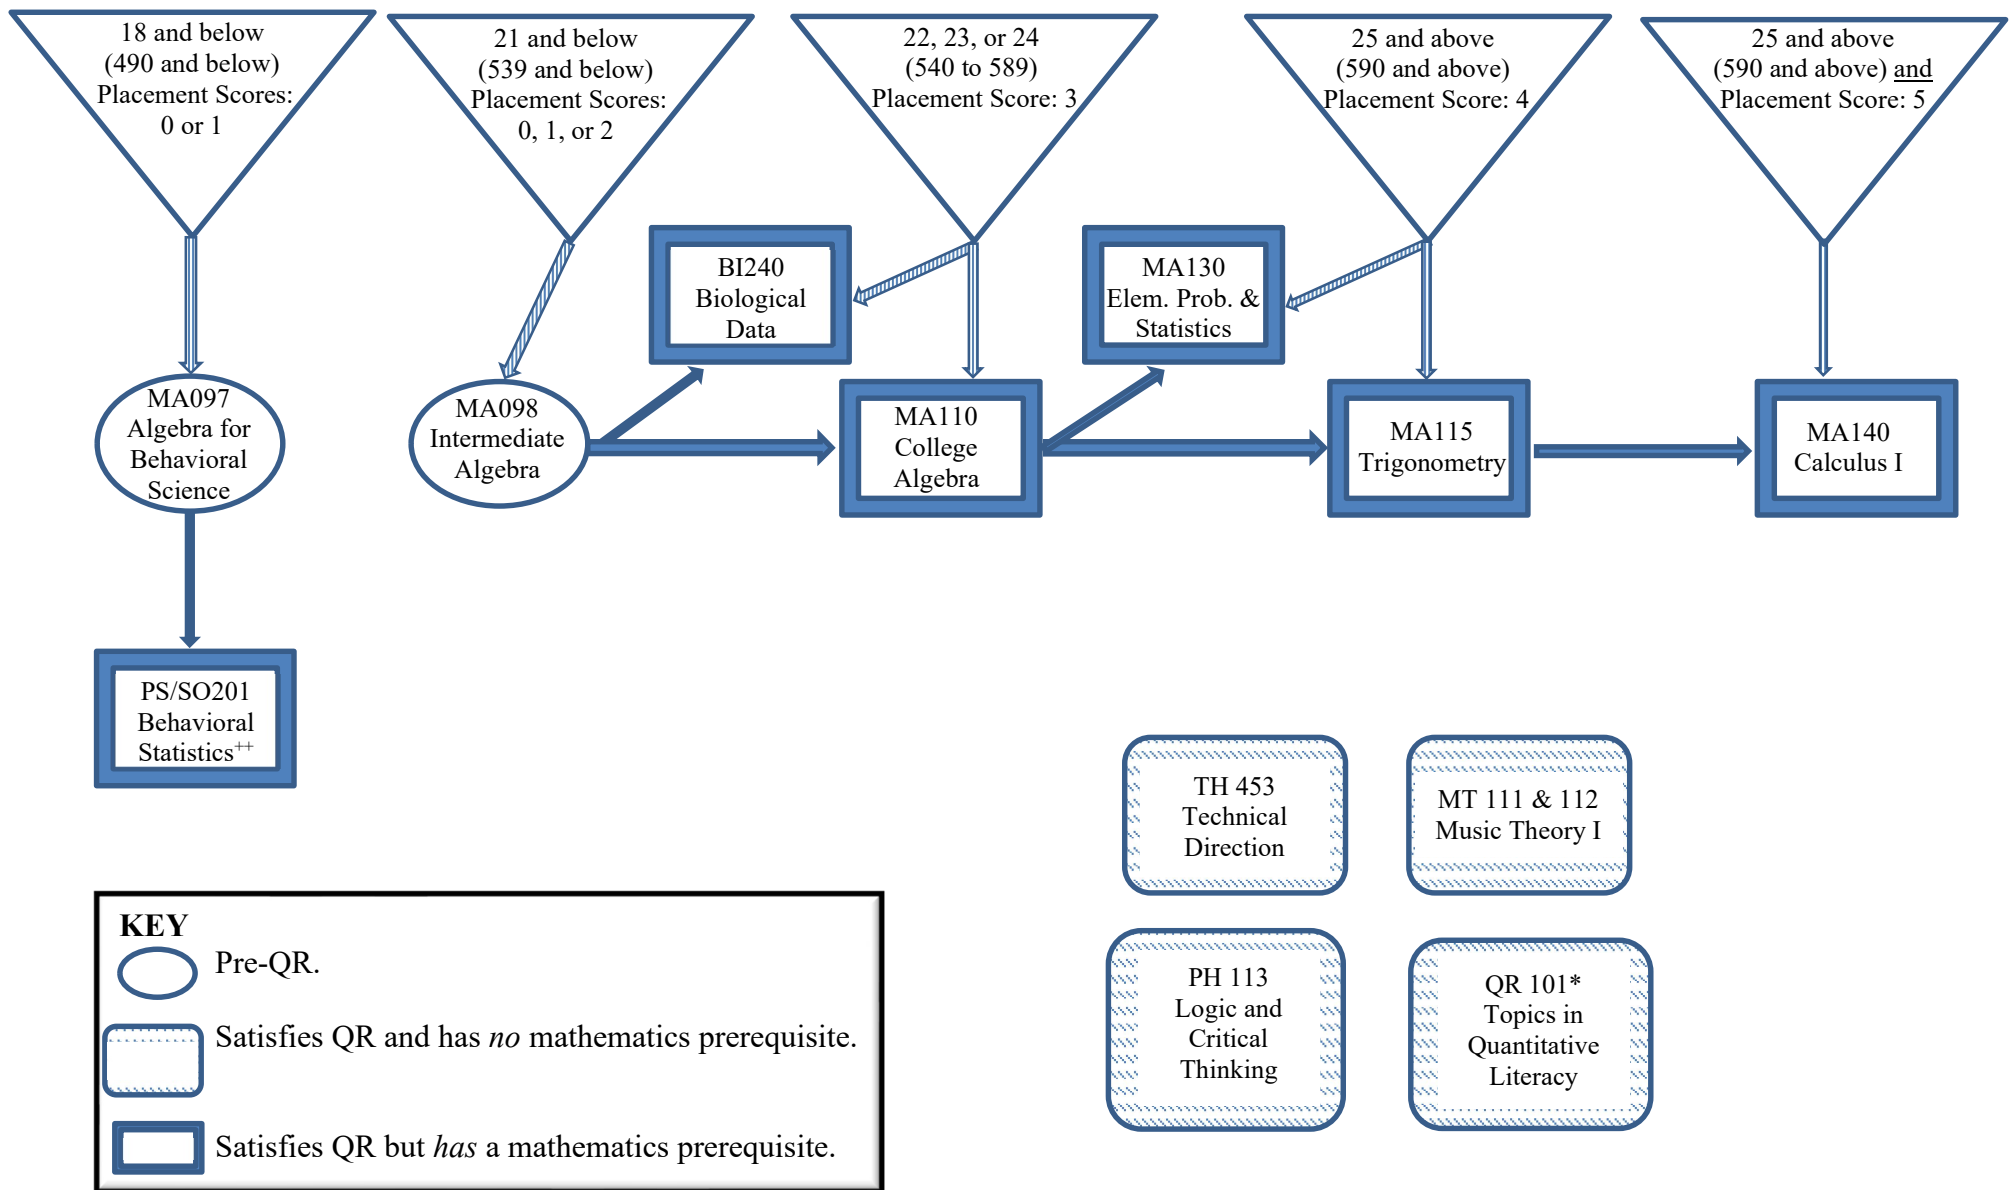 18 and below
(490 and below)
Placement Scores:
0 or 1
21 and below
(539 and below)
Placement Scores:
0, 1, or 2
22, 23, or 24
(540 to 589)
Placement Score: 3
25 and above
(590 and above)
Placement Score: 4
25 and above
(590 and above) and
Placement Score: 5
BI240
Biological
Data
MA130
Elem. Prob. &
Statistics
MA097
Algebra for
Behavioral
Science
MA098
Intermediate
Algebra
MA110
College
Algebra
MA115
Trigonometry
MA140
Calculus I
PS/SO201
Behavioral
Statistics++
TH 453
Technical
Direction
MT 111 & 112
Music Theory I
PH 113
Logic and
Critical
Thinking
QR 101*
Topics in
Quantitative
Literacy
KEY
Pre-QR.
Satisfies QR and has no mathematics prerequisite.
Satisfies QR but has a mathematics prerequisite.